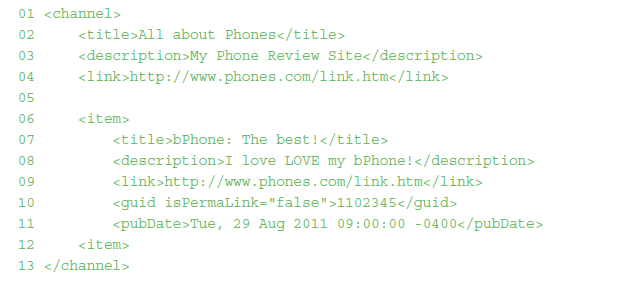 01 <channel>
02     <title>All about Phones</title>
03     <description>My Phone Review Site</description>
04     <link>http://www.phones.com/link.htm</link>
05
06     <item>
07         <title>bPhone: The best!</title>
08         <description>I love LOVE my bPhone!</description>
09         <link>http://www.phones.com/link.htm</link>
10         <guid isPermaLink="false">1102345</guid>
11         <pubDate>Tue, 29 Aug 2011 09:00:00 -0400</pubDate>
12     <item>
13 </channel>